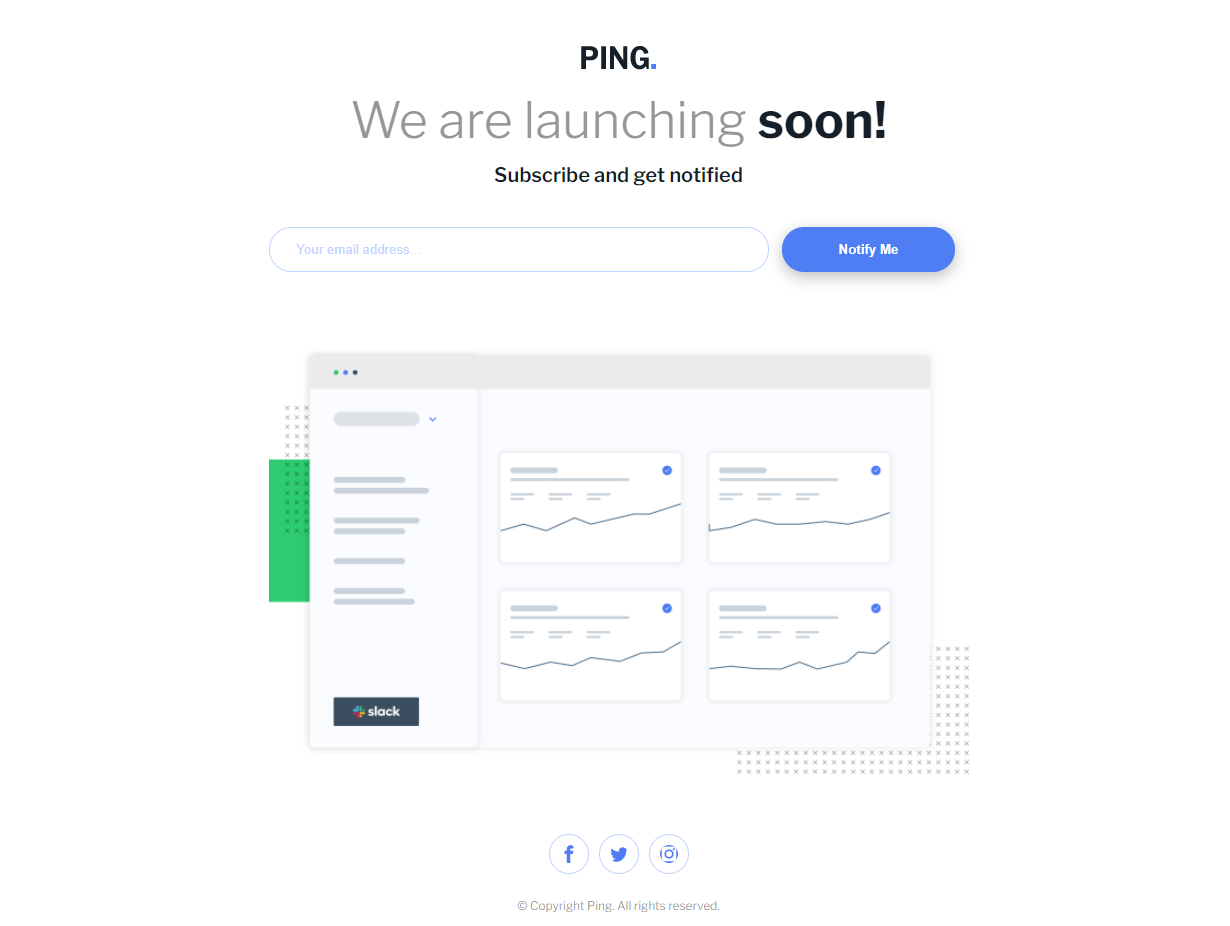 PING.
We are launching soon!
Subscribe and get notified
Your email address...
Notify Me
slack
© Copyright Ping. All rights reserved.